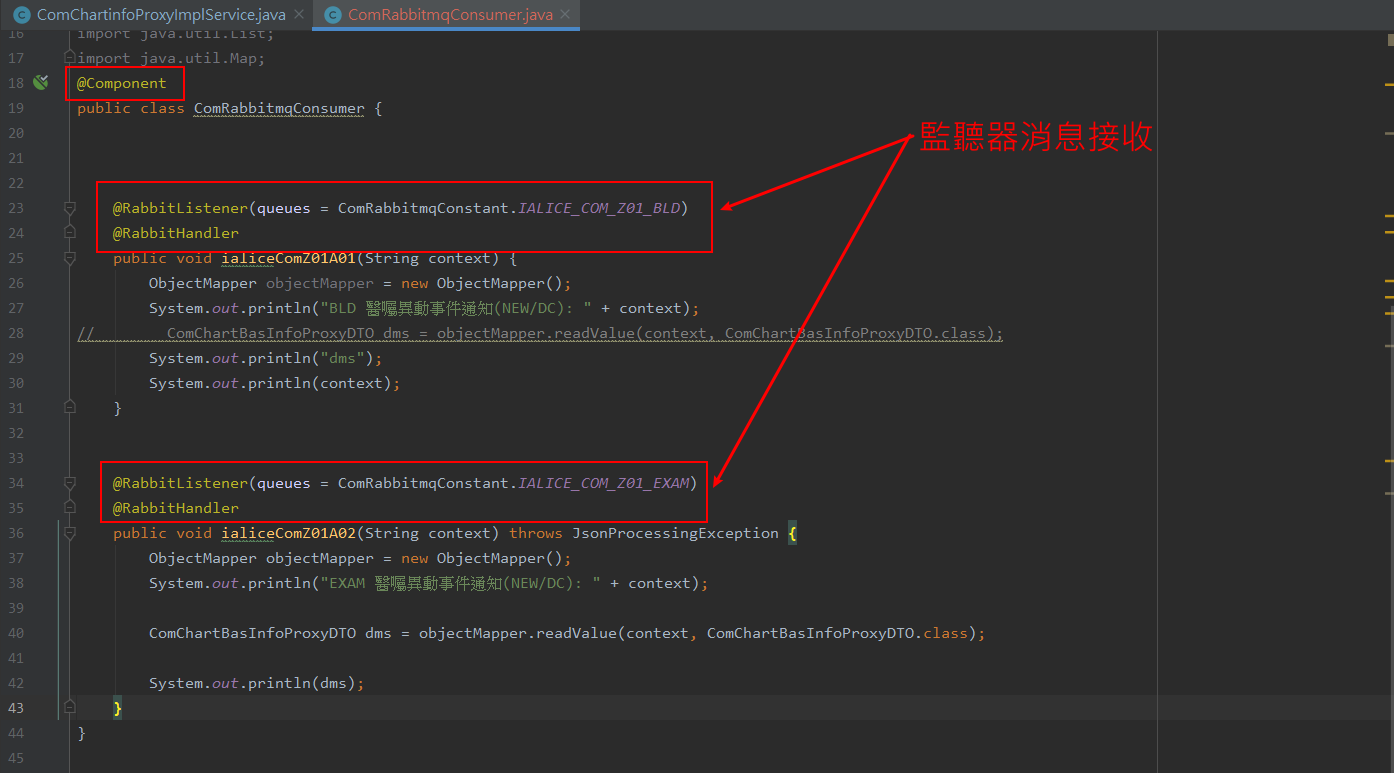 ComChartinfoProxyImplService.java
ComRabbitmqConsumer.java
16 import java.util.List;
17 import java.util.Map;
18 @Component
19 public class ComRabbitmqConsumer {
20
監聽器消息接收
21
22
23 @RabbitListener(queues = ComRabbitmqConstant.IALICE_COM_Z01_BLD)
24 @RabbitHandler
25 public void ialiceComZ01A01(String context) {
26 ObjectMapper objectMapper = new ObjectMapper();
27 System.out.println("BLD 醫囑異動事件通知(NEW/DC): " + context);
28 // ComChartBasInfoProxyDTO dms = objectMapper.readValue(context, ComChartBasInfoProxyDTO.class);
29 System.out.println("dms");
30 System.out.println(context);
31 }
32
33
34 @RabbitListener(queues = ComRabbitmqConstant.IALICE_COM_Z01_EXAM)
35 @RabbitHandler
36 public void ialiceComZ01A02(String context) throws JsonProcessingException {
37 ObjectMapper objectMapper = new ObjectMapper();
38 System.out.println("EXAM 醫囑異動事件通知(NEW/DC): " + context);
39
40 ComChartBasInfoProxyDTO dms = objectMapper.readValue(context, ComChartBasInfoProxyDTO.class);
41
42 System.out.println(dms);
43 }
44 }
45